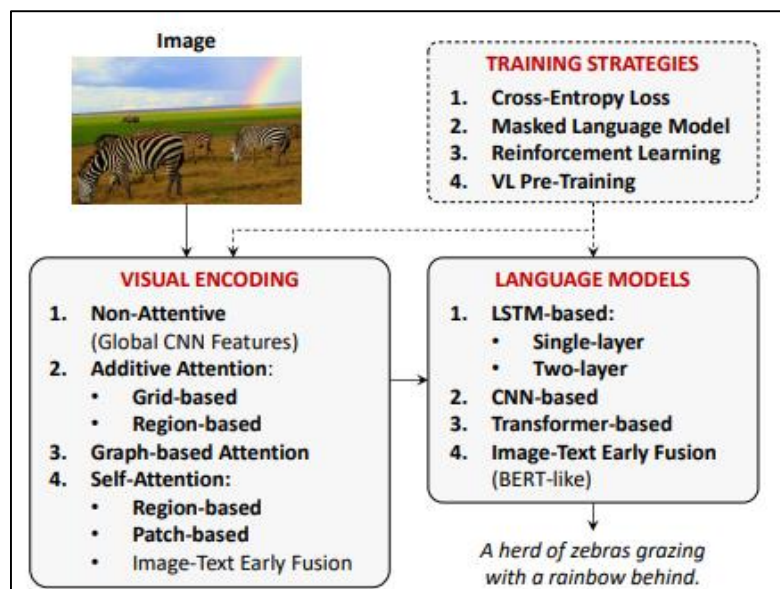 Image
TRAINING STRATEGIES
1. Cross-Entropy Loss
2. Masked Language Model
3. Reinforcement Learning
4. VL Pre-Training
VISUAL ENCODING
1. Non-Attentive
(Global CNN Features)
2. Additive Attention:
• Grid-based
• Region-based
3. Graph-based Attention
4. Self-Attention:
• Region-based
• Patch-based
• Image-Text Early Fusion
LANGUAGE MODELS
1. LSTM-based:
• Single-layer
• Two-layer
2. CNN-based
3. Transformer-based
4. Image-Text Early Fusion
(BERT-like)
A herd of zebras grazing
with a rainbow behind.